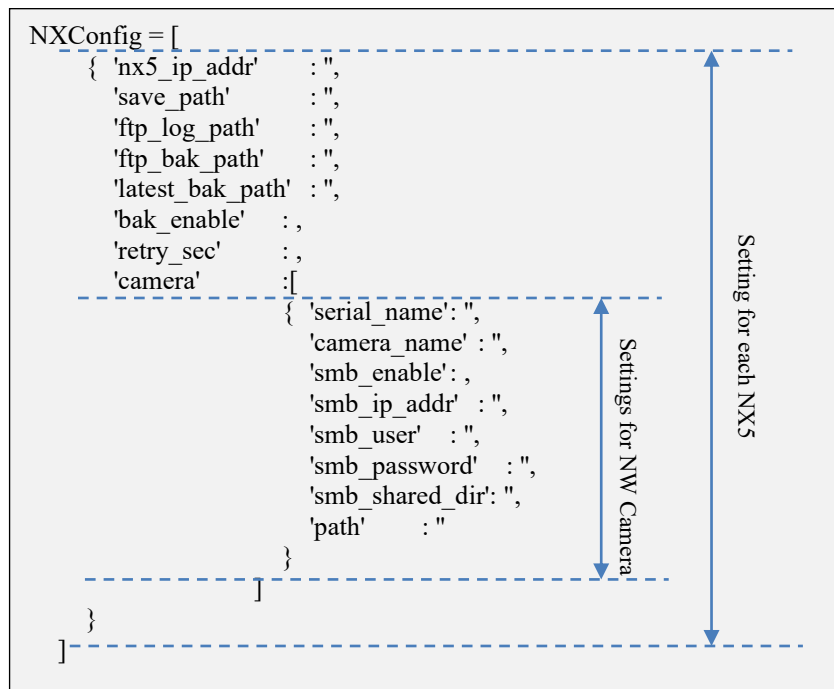 NXConfig = [
{ 'nx5_ip_addr' : '',
'save_path' : '',
'ftp_log_path' : '',
'ftp_bak_path' : '',
'latest_bak_path' : '',
'bak_enable' : ,
'retry_sec' : ,
'camera' :[
{ 'serial_name': '',
'camera_name' : '',
'smb_enable': ,
'smb_ip_addr' : '',
'smb_user' : '',
'smb_password' : '',
'smb_shared_dir': '',
'path' : ''
}
]
}
]
Settings for NW Camera
Setting for each NX5